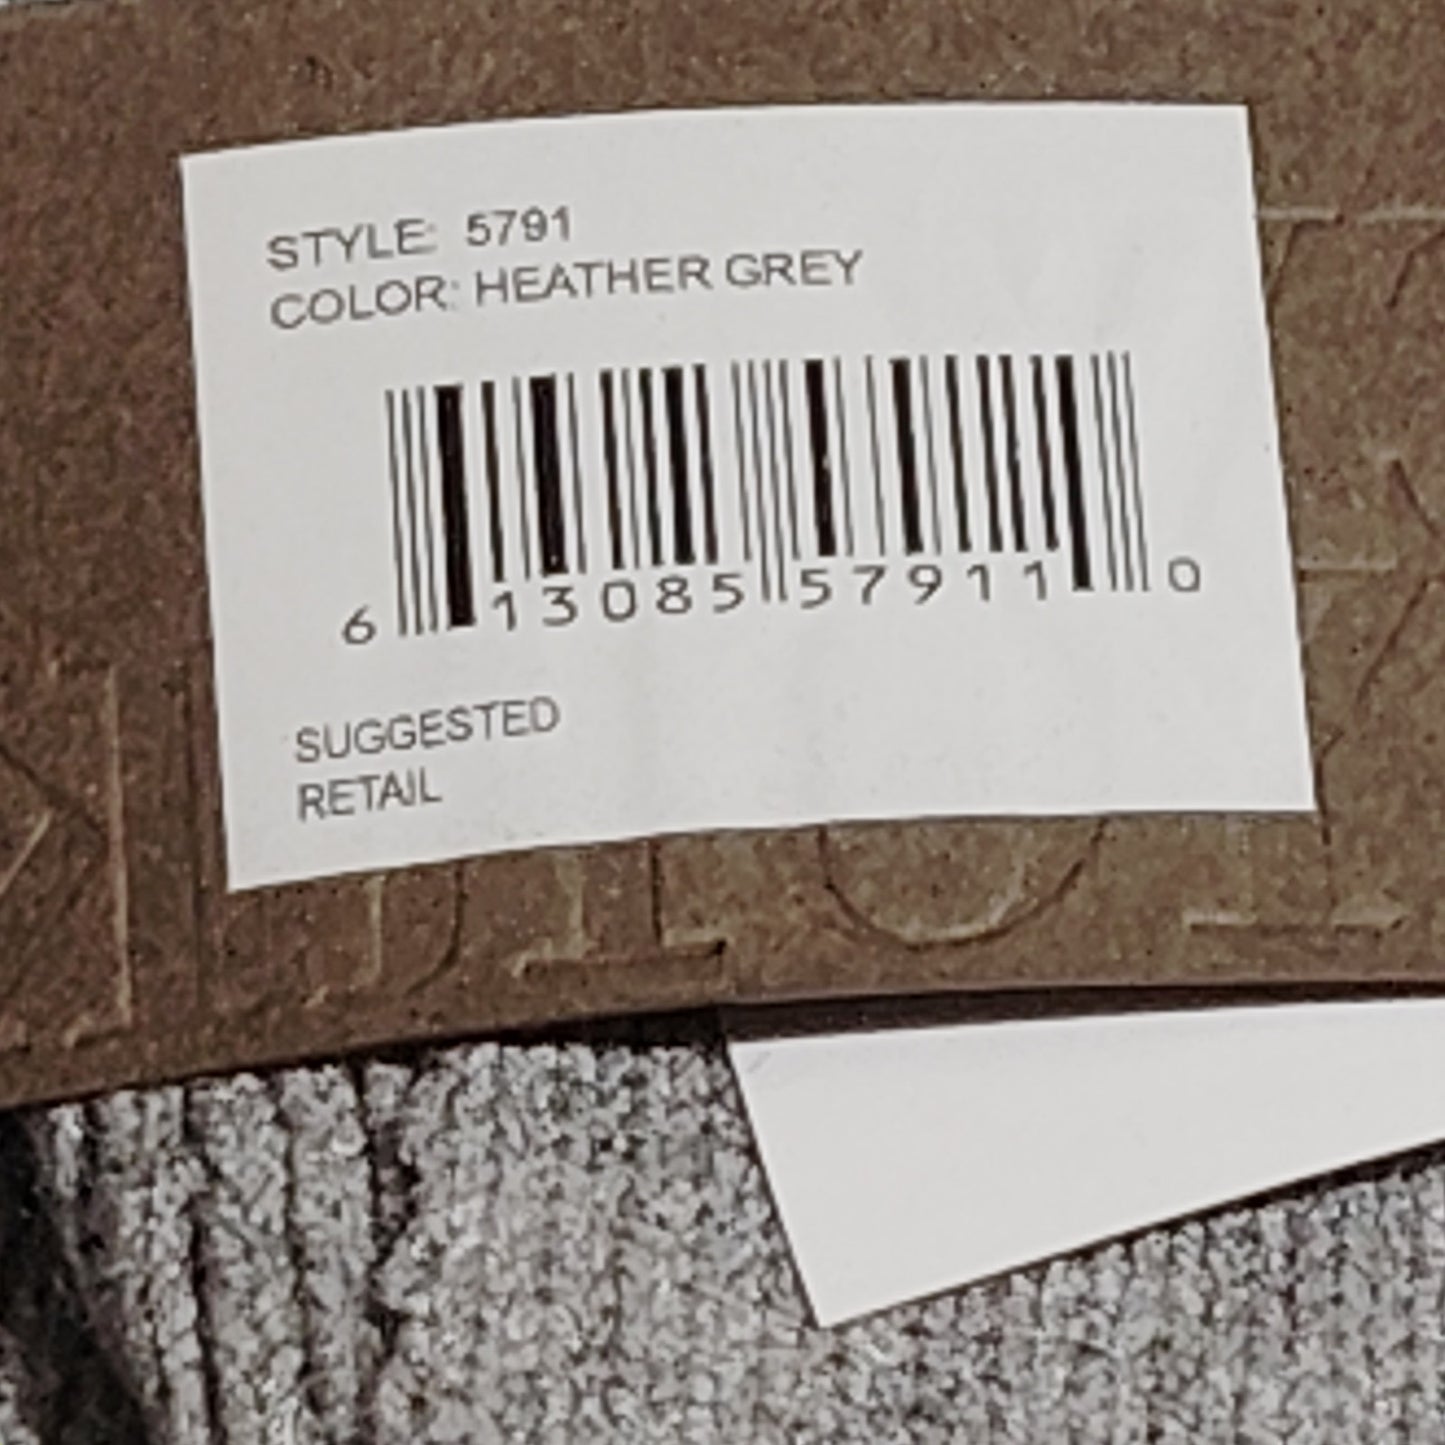 STYLE: 5791
COLOR: HEATHER GREY
6 13085 57911 0
SUGGESTED
RETAIL